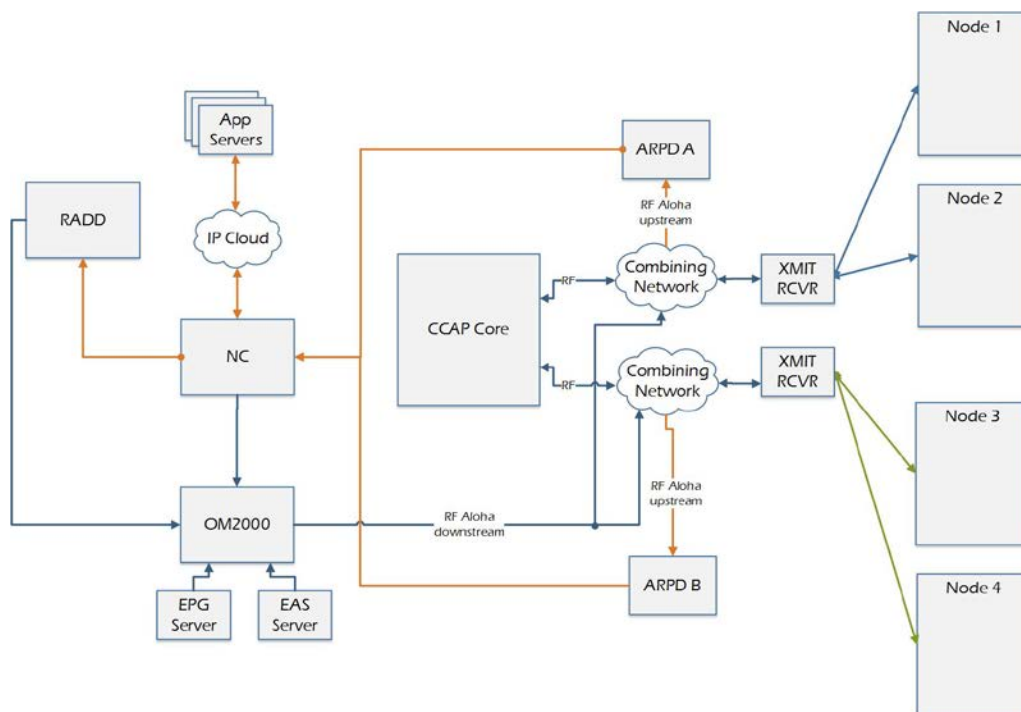 Node 1
App
Servers
ARPD A
RADD
RF Aloha
upstream
Node 2
IP Cloud
Combining
Network
XMIT
RCVR
RF
CCAP Core
NC
XMIT
RCVR
Combining
Network
RF
Node 3
RF Aloha
upstream
OM2000
RF Aloha
downstream
ARPD B
Node 4
EPG
Server
EAS
Server